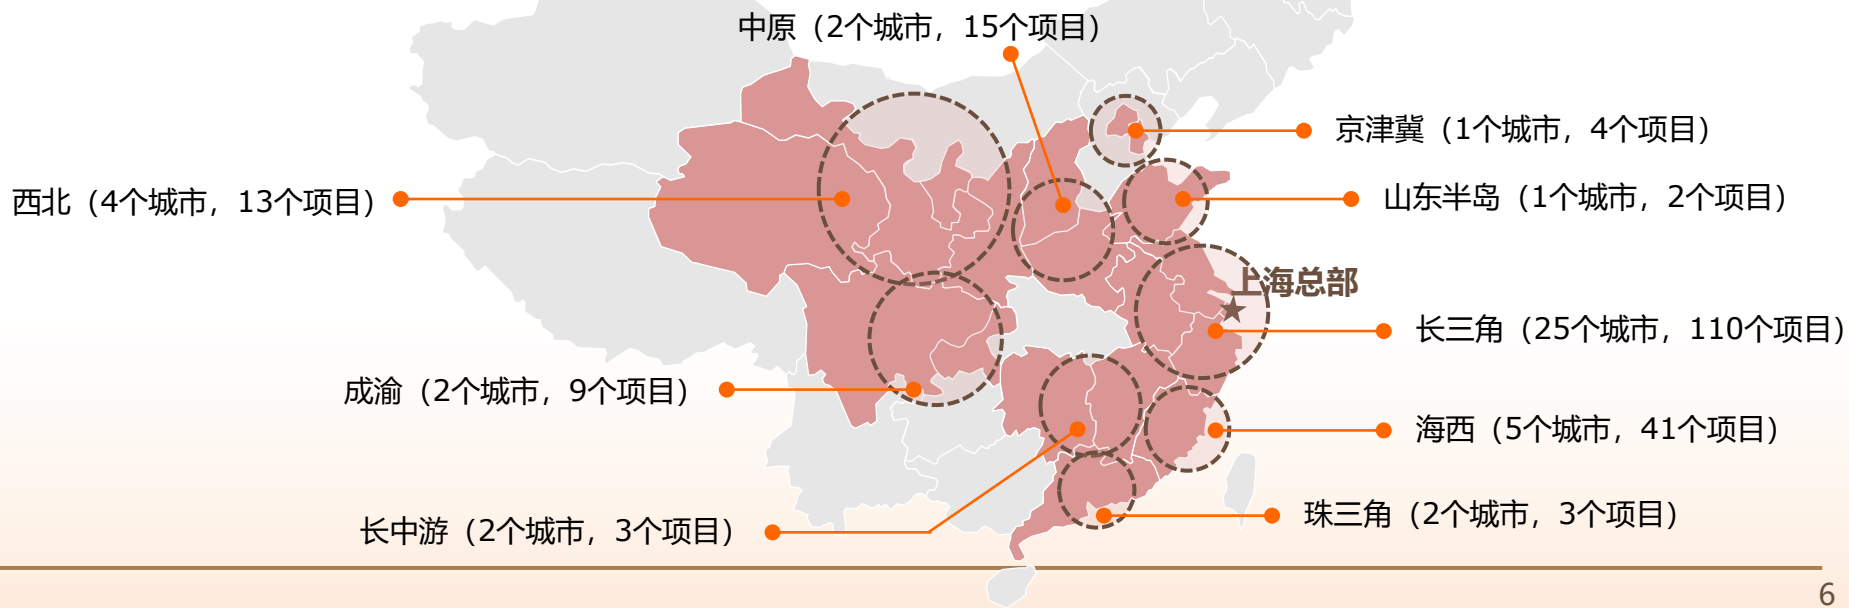 中原（2个城市，15个项目）
京津冀（1个城市，4个项目）
西北（4个城市，13个项目）
山东半岛（1个城市，2个项目）
上海总部
长三角（25个城市，110个项目）
成渝（2个城市，9个项目）
海西（5个城市，41个项目）
长中游（2个城市，3个项目）
珠三角（2个城市，3个项目）
6